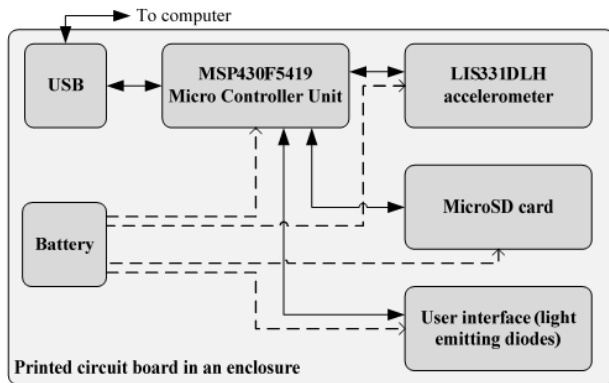 To computer
USB
MSP430F5419
Micro Controller Unit
LIS331DLH
accelerometer
MicroSD card
Battery
User interface (light
emitting diodes)
Printed circuit board in an enclosure